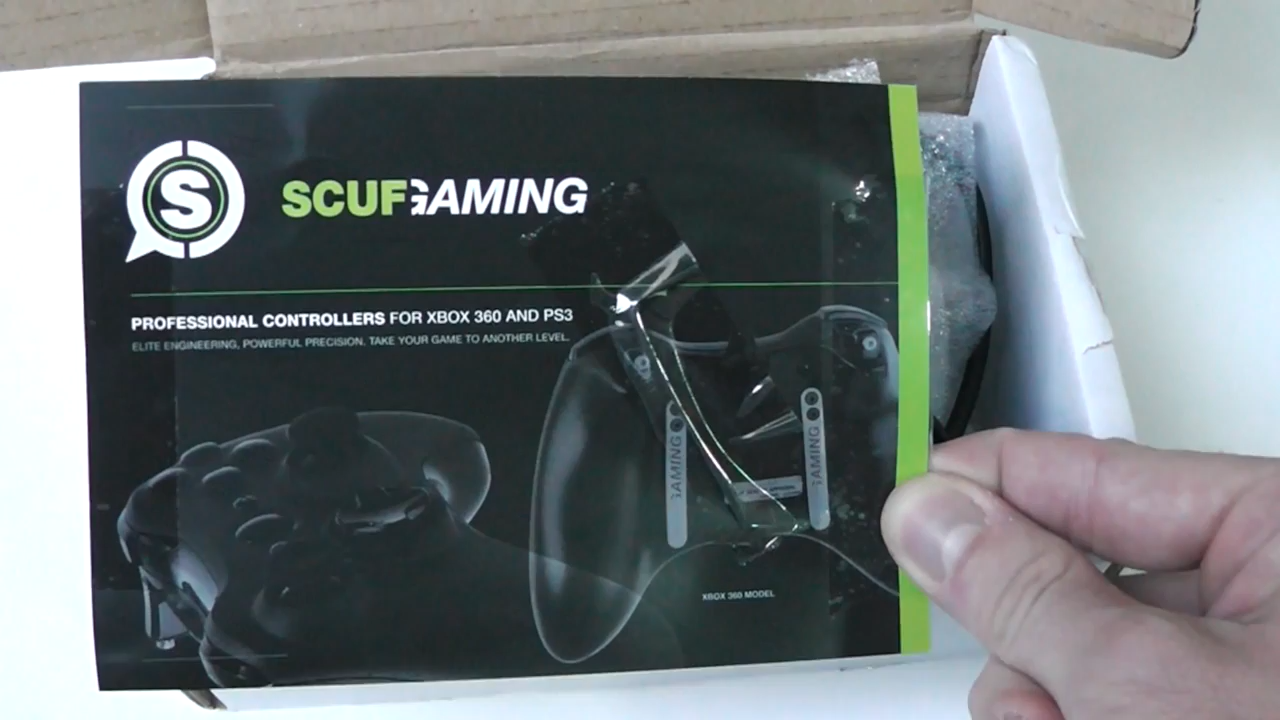 S
SCUFGAMING
PROFESSIONAL CONTROLLERS FOR XBOX 360 AND PS3
ELITE ENGINEERING, POWERFUL PRECISION. TAKE YOUR GAME TO ANOTHER LEVEL.
GAMING
GAMING
XBOX 360 MODEL